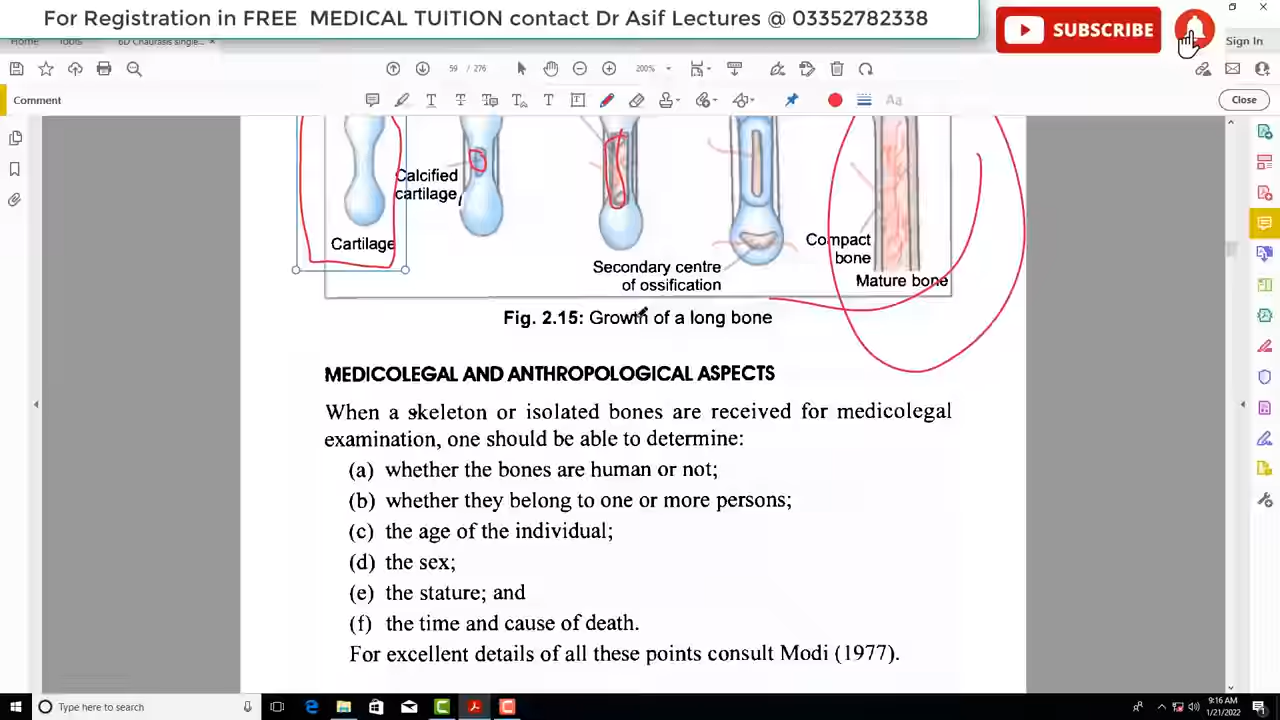 For Registration in FREE MEDICAL TUITION contact Dr Asif Lectures @ 03352782338
SUBSCRIBE
Home Tools BD Chaurasis single... ×
Sign In
59 / 276
200%
Comment
Aa
Close
Calcified
cartilage
Cartilage
Secondary centre
of ossification
Compact
bone
Mature bone
Fig. 2.15: Growth of a long bone
MEDICOLEGAL AND ANTHROPOLOGICAL ASPECTS
When a skeleton or isolated bones are received for medicolegal
examination, one should be able to determine:
(a) whether the bones are human or not;
(b) whether they belong to one or more persons;
(c) the age of the individual;
(d) the sex;
(e) the stature; and
(f) the time and cause of death.
For excellent details of all these points consult Modi (1977).
Type here to search
9:16 AM
1/21/2022